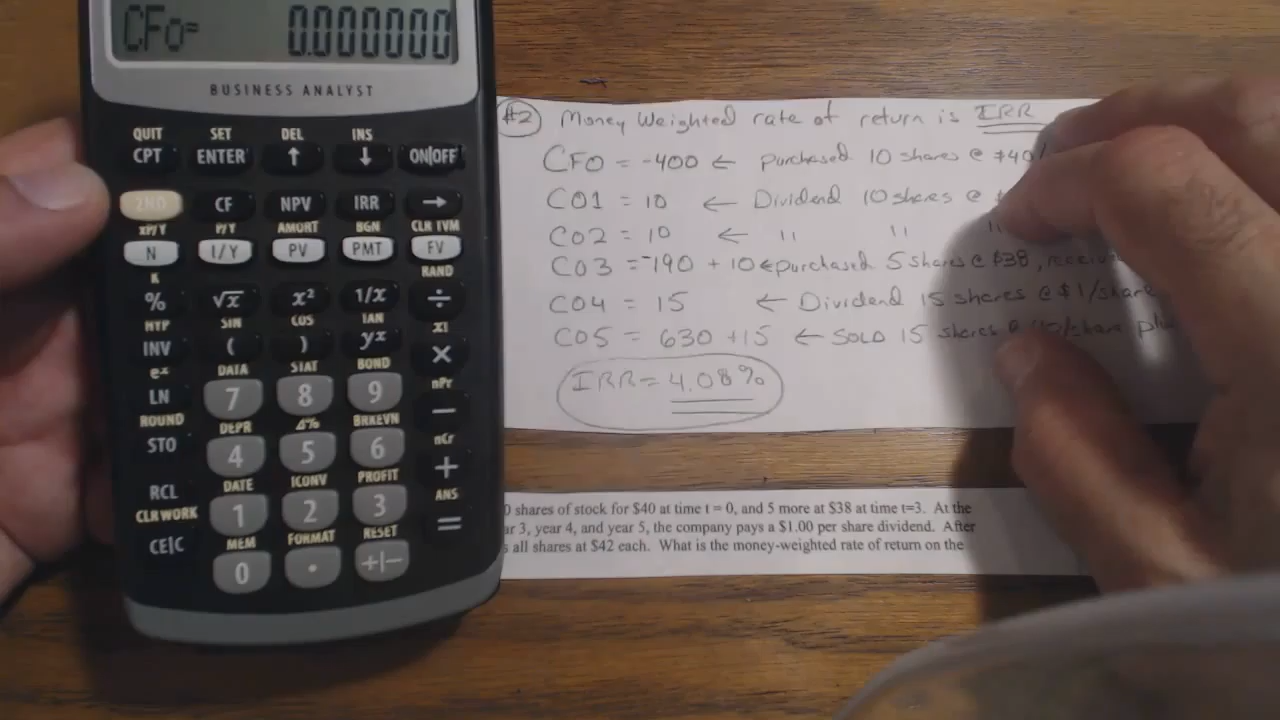 CFo= 0.000000
BUSINESS ANALYST
QUIT SET DEL INS
CPT ENTER ↑ ↓ ON|OFF
2ND CF NPV IRR →
xP/Y P/Y AMORT BGN CLR TVM
N I/Y PV PMT FV
K RAND
% √x x² 1/x ÷
HYP SIN COS TAN x!
INV ( ) yx ×
eˣ DATA STAT BOND nPr
LN 7 8 9 −
ROUND DEPR Δ% BRKEVN nCr
STO 4 5 6 +
DATE ICONV PROFIT ANS
RCL 1 2 3 =
CLR WORK MEM FORMAT RESET
CE|C 0 . +|−
#2 Money Weighted rate of return is IRR
CFO = -400 ← Purchased 10 shares @ $40/
C01 = 10 ← Dividend 10 shares @
C02 = 10 ← " " "
C03 = -190 + 10 ← purchased 5 shares @ $38,
C04 = 15 ← Dividend 15 shares @ $1/share
C05 = 630 + 15 ← SOLD 15 shares @
IRR = 4.08%
0 shares of stock for $40 at time t = 0, and 5 more at $38 at time t=3. At the
ar 3, year 4, and year 5, the company pays a $1.00 per share dividend. After
s all shares at $42 each. What is the money-weighted rate of return on the